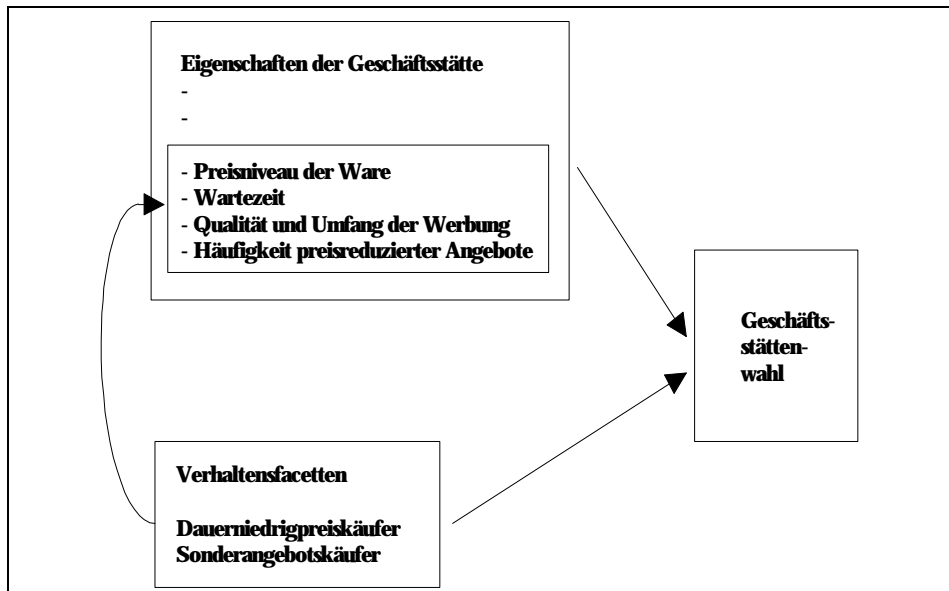 Eigenschaften der Geschäftsstätte
-
-
- Preisniveau der Ware
- Wartezeit
- Qualität und Umfang der Werbung
- Häufigkeit preisreduzierter Angebote
Geschäfts-
stätten-
wahl
Verhaltensfacetten
Dauerniedrigpreiskäufer
Sonderangebotskäufer